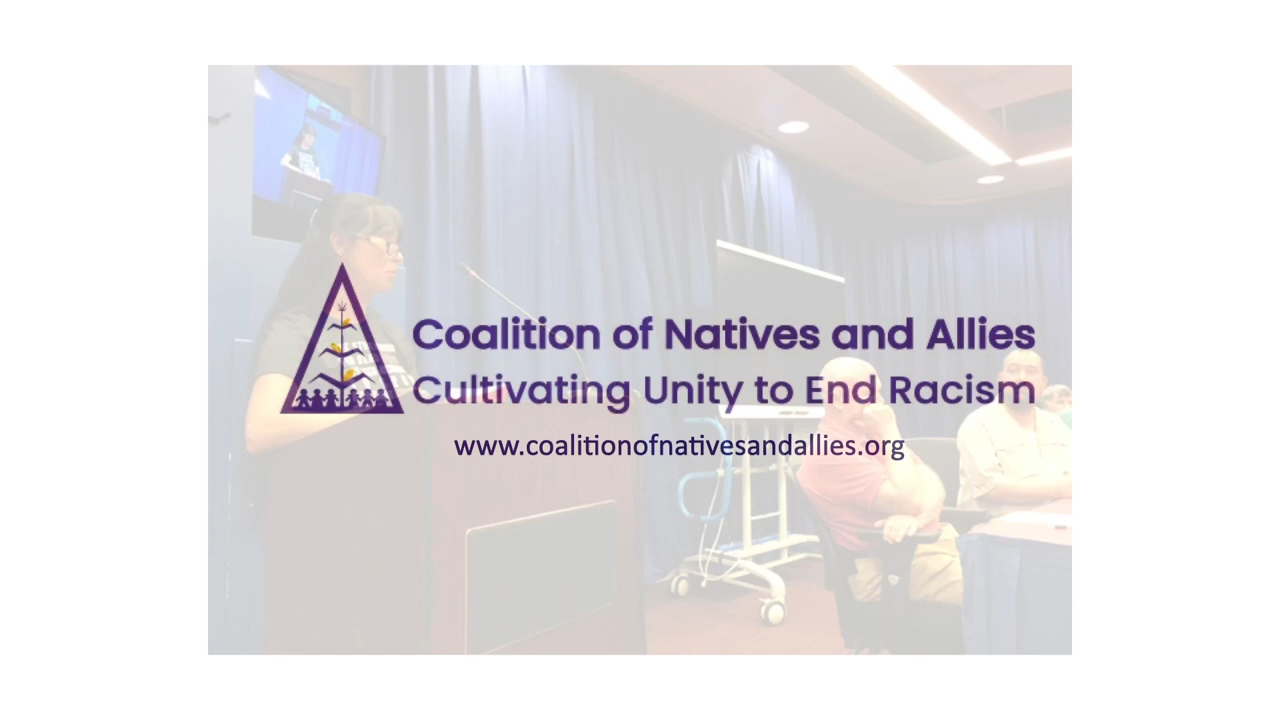 Coalition of Natives and Allies
Cultivating Unity to End Racism
www.coalitionofnativesandallies.org